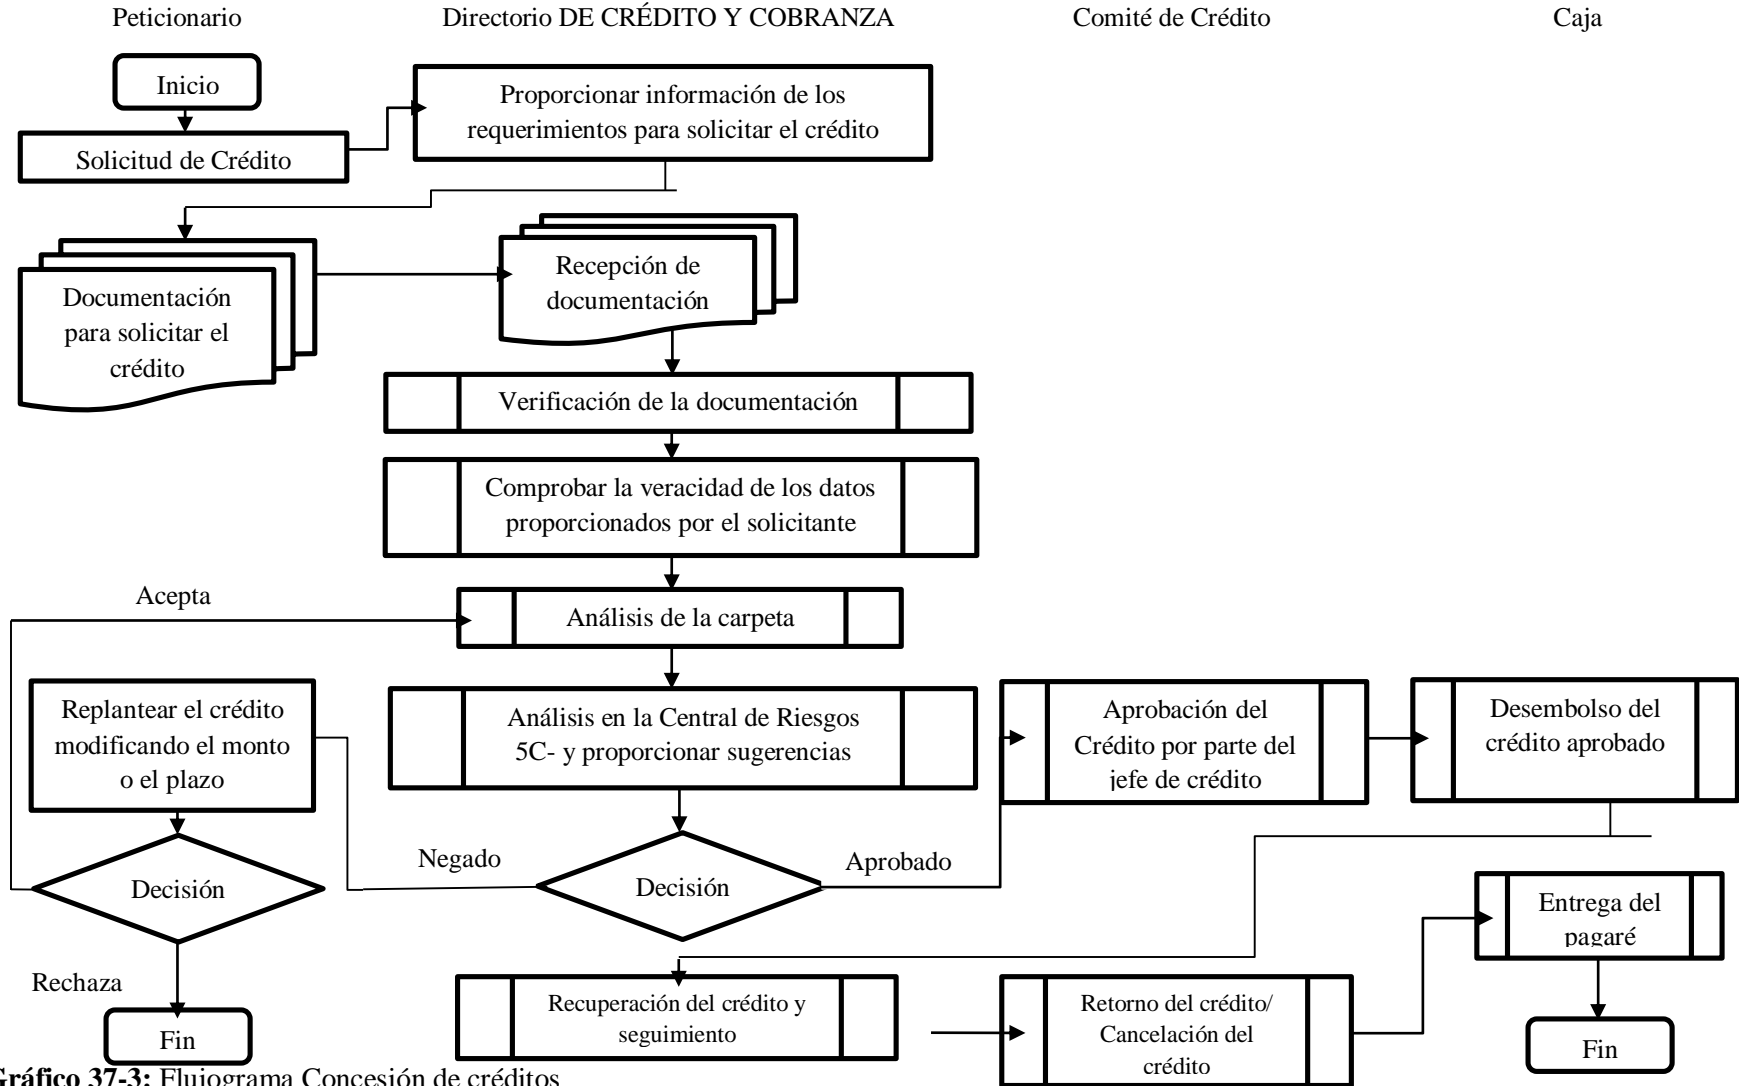 Peticionario
Directorio DE CRÉDITO Y COBRANZA
Comité de Crédito
Caja
Inicio
Proporcionar información de los
requerimientos para solicitar el crédito
Solicitud de Crédito
Documentación
para solicitar el
crédito
Recepción de
documentación
Verificación de la documentación
Comprobar la veracidad de los datos
proporcionados por el solicitante
Acepta
Análisis de la carpeta
Replantear el crédito
modificando el monto
o el plazo
Análisis en la Central de Riesgos
5C- y proporcionar sugerencias
Aprobación del
Crédito por parte del
jefe de crédito
Desembolso del
crédito aprobado
Decisión
Negado
Decisión
Aprobado
Entrega del
pagaré
Rechaza
Fin
Recuperación del crédito y
seguimiento
Retorno del crédito/
Cancelación del
crédito
Fin
Gráfico 37-3: Flujograma Concesión de créditos